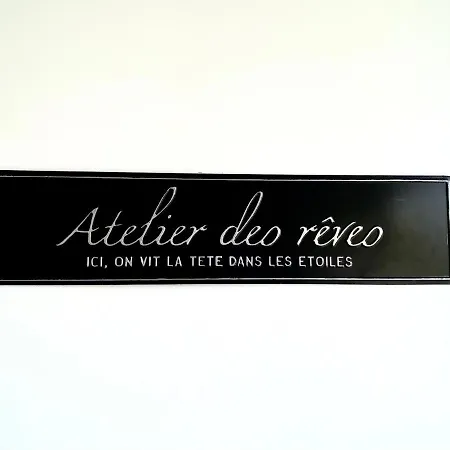 Atelier des rêves
ICI, ON VIT LA TETE DANS LES ETOILES